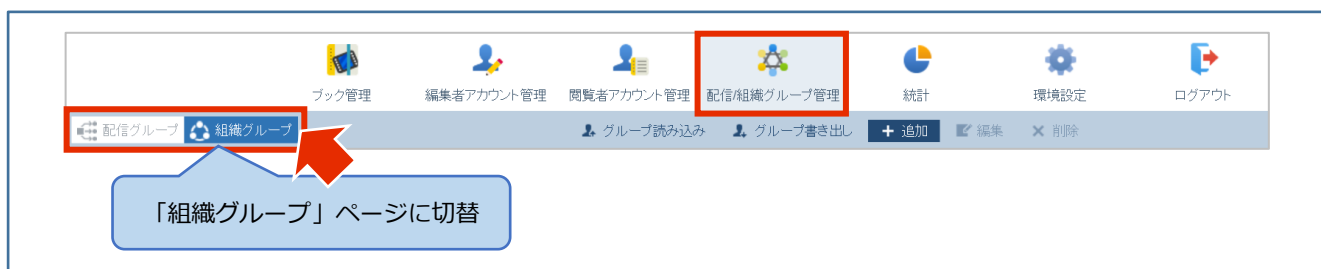 ブック管理 編集者アカウント管理 閲覧者アカウント管理 配信/組織グループ管理 統計 環境設定 ログアウト
配信グループ 組織グループ グループ読み込み グループ書き出し 追加 編集 削除
「組織グループ」ページに切替